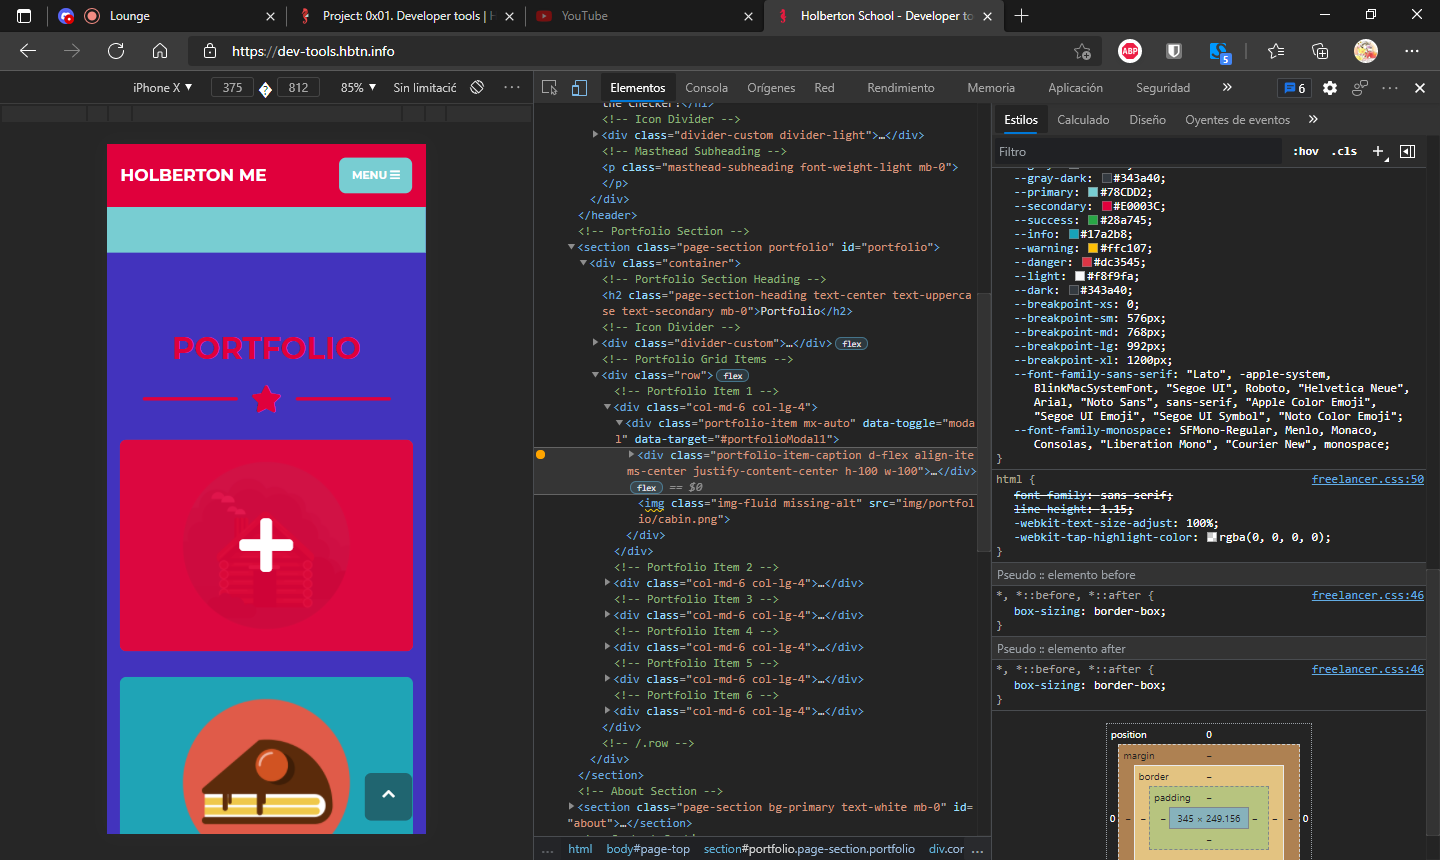 Lounge
Project: 0x01. Developer tools | H
YouTube
Holberton School - Developer to
https://dev-tools.hbtn.info
ABP
5
iPhone X ▼
375
812
85% ▼
Sin limitació
Elementos
Consola
Orígenes
Red
Rendimiento
Memoria
Aplicación
Seguridad
6
HOLBERTON ME
MENU
PORTFOLIO
the Checker!</h1>
<!-- Icon Divider -->
<div class="divider-custom divider-light">…</div>
<!-- Masthead Subheading -->
<p class="masthead-subheading font-weight-light mb-0">
</p>
</div>
</header>
<!-- Portfolio Section -->
<section class="page-section portfolio" id="portfolio">
<div class="container">
<!-- Portfolio Section Heading -->
<h2 class="page-section-heading text-center text-upperca
se text-secondary mb-0">Portfolio</h2>
<!-- Icon Divider -->
<div class="divider-custom">…</div> flex
<!-- Portfolio Grid Items -->
<div class="row"> flex
<!-- Portfolio Item 1 -->
<div class="col-md-6 col-lg-4">
<div class="portfolio-item mx-auto" data-toggle="moda
l" data-target="#portfolioModal1">
<div class="portfolio-item-caption d-flex align-ite
ms-center justify-content-center h-100 w-100">…</div>
flex == $0
<img class="img-fluid missing-alt" src="img/portfol
io/cabin.png">
</div>
</div>
<!-- Portfolio Item 2 -->
<div class="col-md-6 col-lg-4">…</div>
<!-- Portfolio Item 3 -->
<div class="col-md-6 col-lg-4">…</div>
<!-- Portfolio Item 4 -->
<div class="col-md-6 col-lg-4">…</div>
<!-- Portfolio Item 5 -->
<div class="col-md-6 col-lg-4">…</div>
<!-- Portfolio Item 6 -->
<div class="col-md-6 col-lg-4">…</div>
</div>
<!-- /.row -->
</div>
</section>
<!-- About Section -->
<section class="page-section bg-primary text-white mb-0" id=
"about">…</section>
… html body#page-top section#portfolio.page-section.portfolio div.con …
Estilos
Calculado
Diseño
Oyentes de eventos
Filtro
:hov
.cls
--gray-dark: #343a40;
--primary: #78CDD2;
--secondary: #E0003C;
--success: #28a745;
--info: #17a2b8;
--warning: #ffc107;
--danger: #dc3545;
--light: #f8f9fa;
--dark: #343a40;
--breakpoint-xs: 0;
--breakpoint-sm: 576px;
--breakpoint-md: 768px;
--breakpoint-lg: 992px;
--breakpoint-xl: 1200px;
--font-family-sans-serif: "Lato", -apple-system,
BlinkMacSystemFont, "Segoe UI", Roboto, "Helvetica Neue",
Arial, "Noto Sans", sans-serif, "Apple Color Emoji",
"Segoe UI Emoji", "Segoe UI Symbol", "Noto Color Emoji";
--font-family-monospace: SFMono-Regular, Menlo, Monaco,
Consolas, "Liberation Mono", "Courier New", monospace;
}
html { freelancer.css:50
font-family: sans-serif;
line-height: 1.15;
-webkit-text-size-adjust: 100%;
-webkit-tap-highlight-color: rgba(0, 0, 0, 0);
}
Pseudo :: elemento before
*, *::before, *::after { freelancer.css:46
box-sizing: border-box;
}
Pseudo :: elemento after
*, *::before, *::after { freelancer.css:46
box-sizing: border-box;
}
position 0
margin –
border –
padding –
0 – – – 345 × 249.156 – – – 0
–